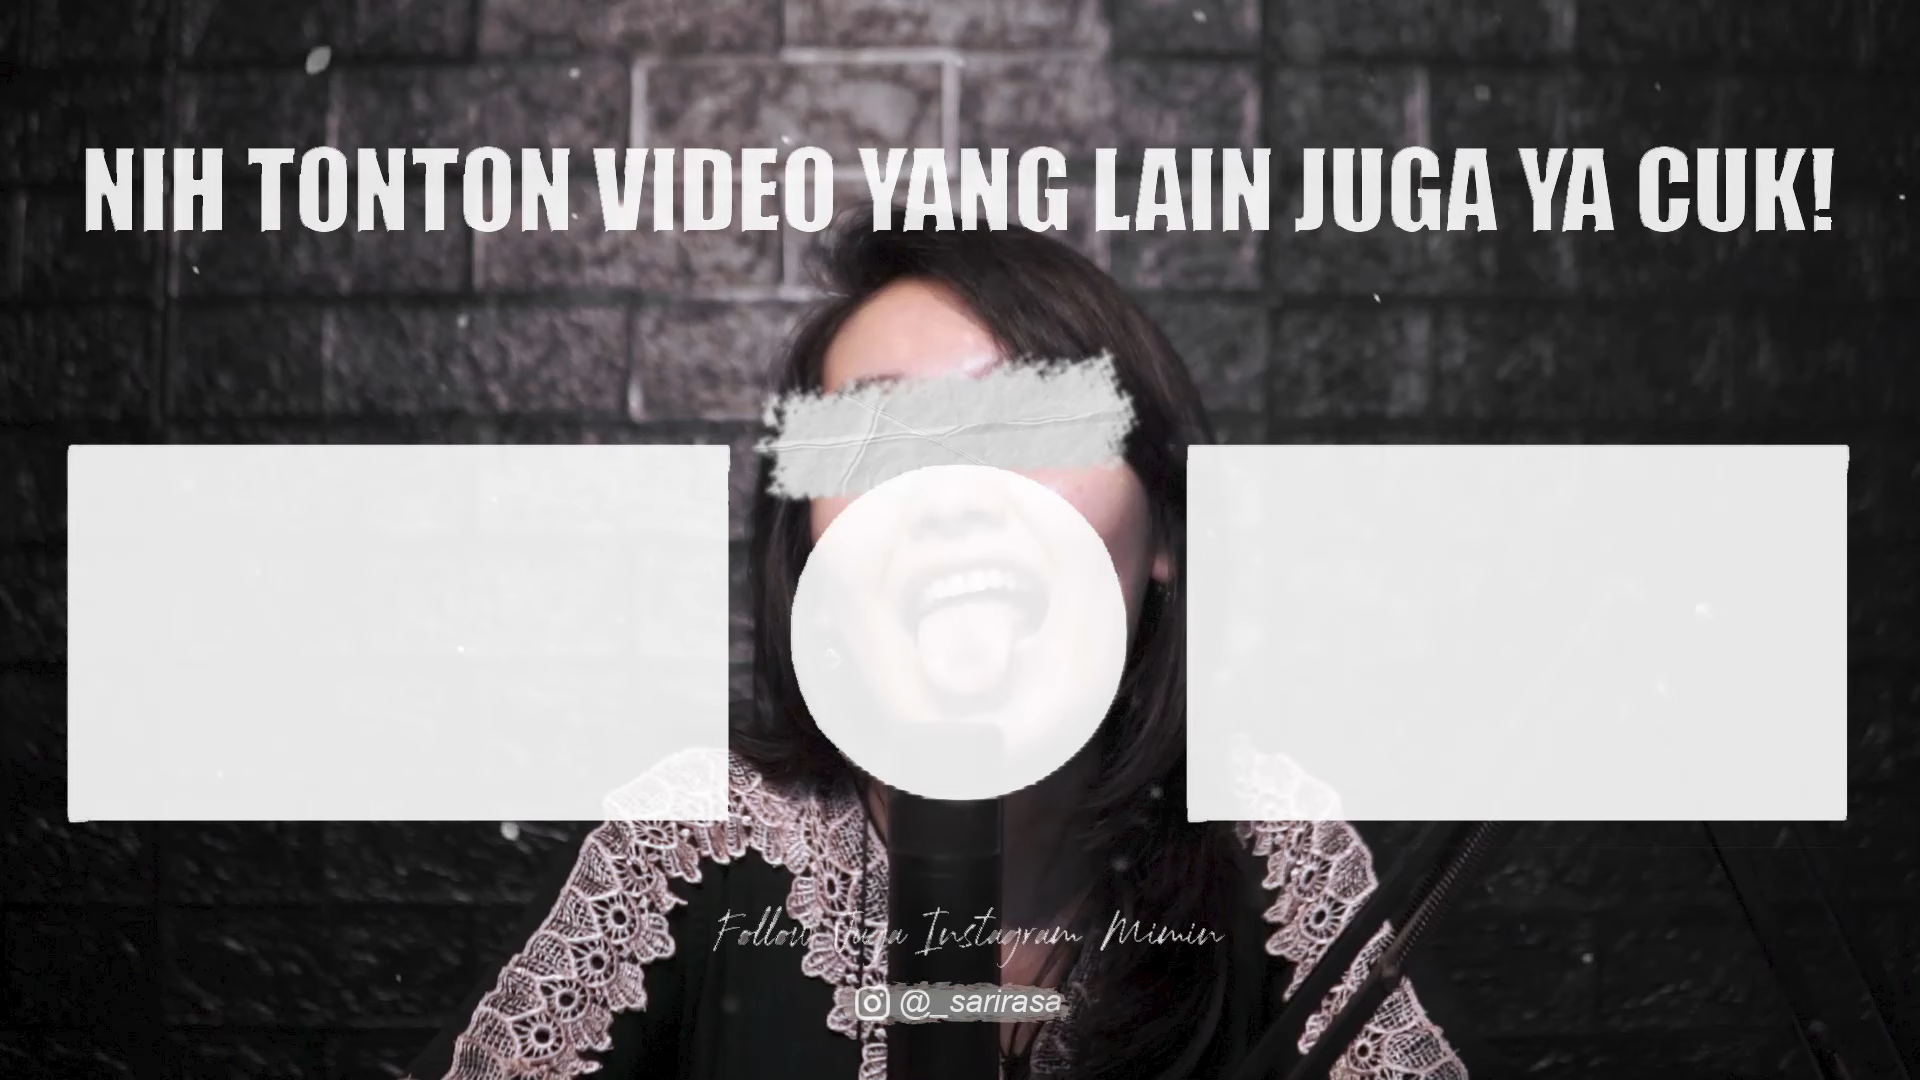 NIH TONTON VIDEO YANG LAIN JUGA YA CUK!
Follow Juga Instagram Mimin
@_sarirasa